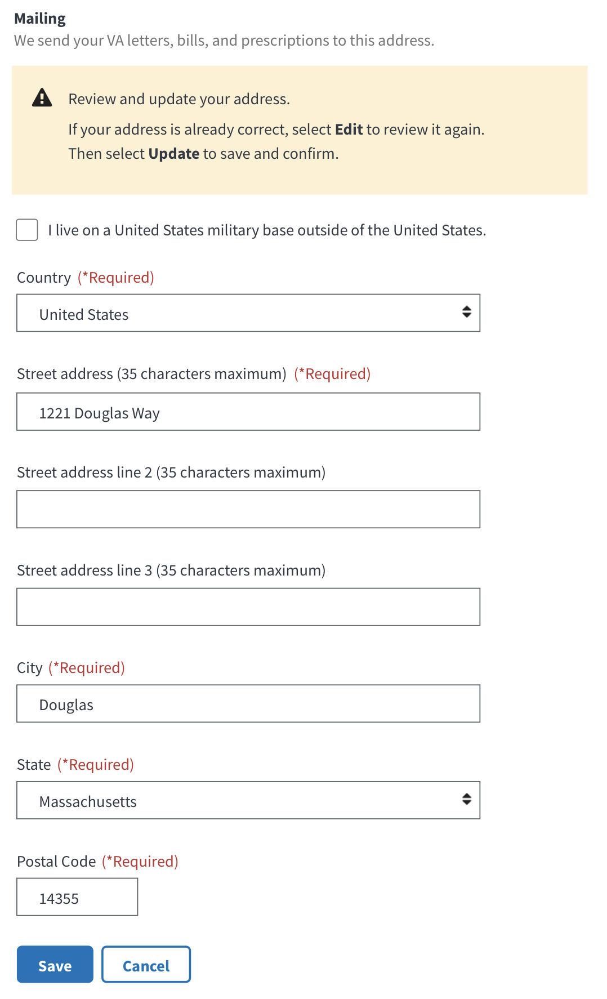 Mailing
We send your VA letters, bills, and prescriptions to this address.
Review and update your address.
If your address is already correct, select Edit to review it again.
Then select Update to save and confirm.
I live on a United States military base outside of the United States.
Country (*Required)
United States
Street address (35 characters maximum) (*Required)
1221 Douglas Way
Street address line 2 (35 characters maximum)
Street address line 3 (35 characters maximum)
City (*Required)
Douglas
State (*Required)
Massachusetts
Postal Code (*Required)
14355
Save Cancel